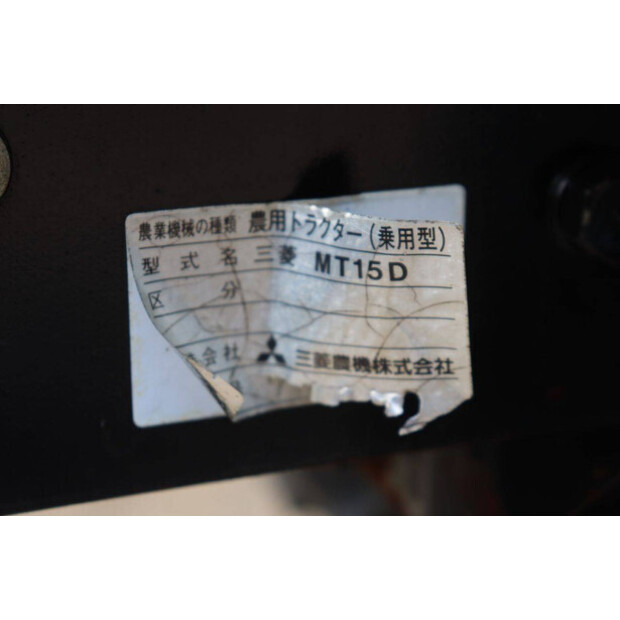 農業機械の種類 農用トラクター(乗用型)
型式名 三菱 MT15D
区分
会社 三菱農機株式会社